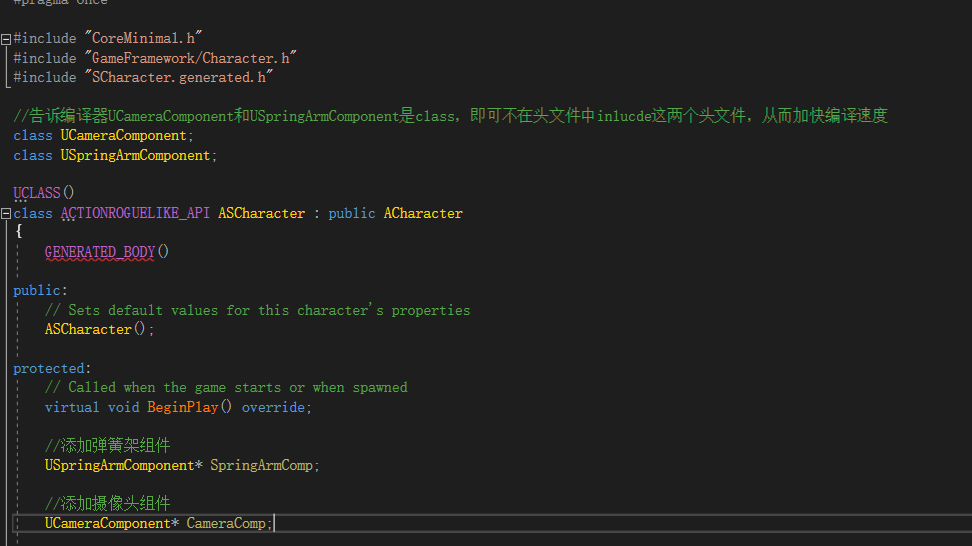 #pragma once
#include "CoreMinimal.h"
#include "GameFramework/Character.h"
#include "SCharacter.generated.h"
//告诉编译器UCameraComponent和USpringArmComponent是class，即可不在头文件中inlucde这两个头文件，从而加快编译速度
class UCameraComponent;
class USpringArmComponent;
UCLASS()
class ACTIONROGUELIKE_API ASCharacter : public ACharacter
{
GENERATED_BODY()
public:
// Sets default values for this character's properties
ASCharacter();
protected:
// Called when the game starts or when spawned
virtual void BeginPlay() override;
//添加弹簧架组件
USpringArmComponent* SpringArmComp;
//添加摄像头组件
UCameraComponent* CameraComp;